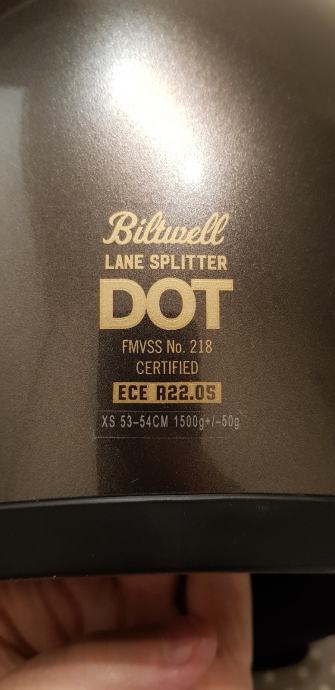 Biltwell
LANE SPLITTER
DOT
FMVSS No. 218
CERTIFIED
ECE R22.05
XS 53-54CM 1500g+/-50g